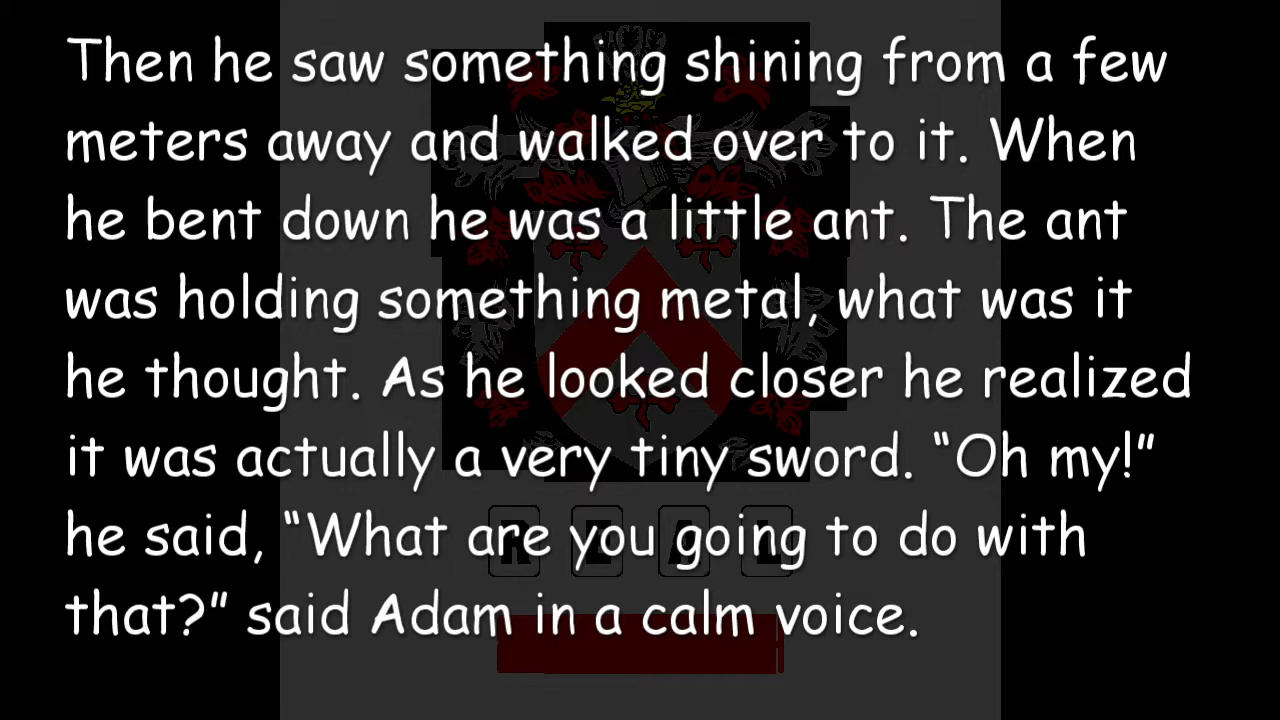 Then he saw something shining from a few
meters away and walked over to it. When
he bent down he was a little ant. The ant
was holding something metal, what was it
he thought. As he looked closer he realized
it was actually a very tiny sword. “Oh my!”
he said, “What are you going to do with
that?” said Adam in a calm voice.
R E A L